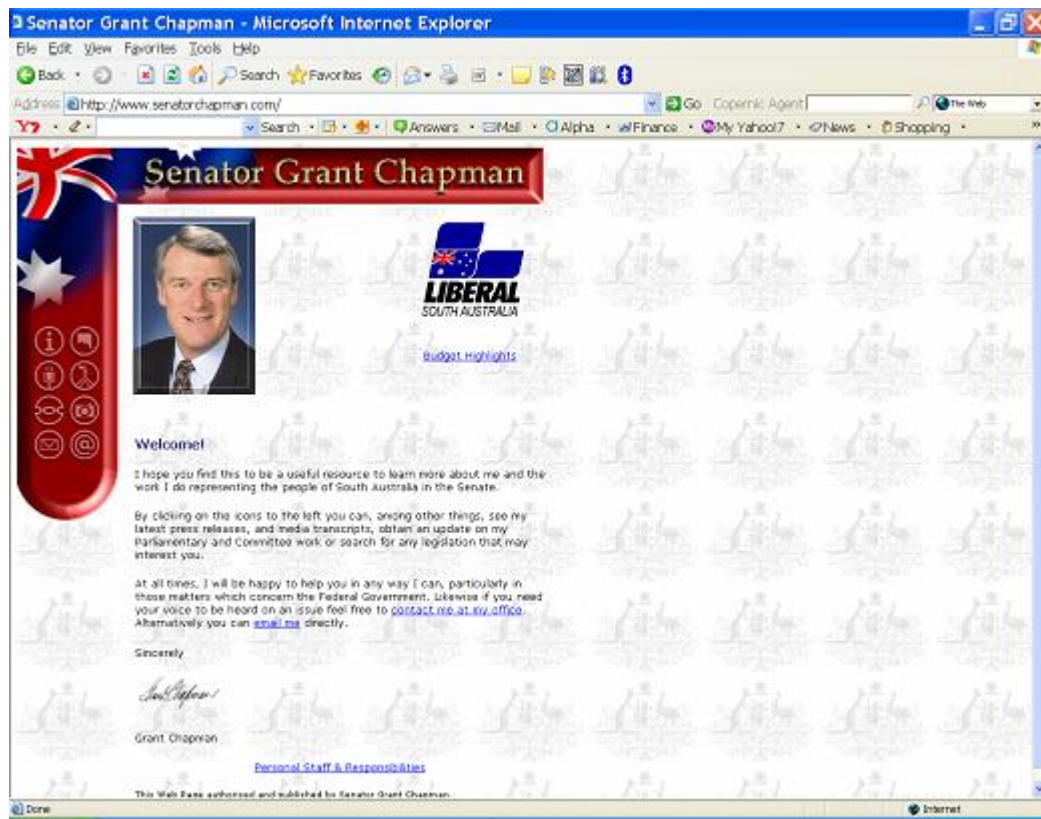 Senator Grant Chapman - Microsoft Internet Explorer
File Edit View Favorites Tools Help
Back Search Favorites
Address http://www.senatorchapman.com/ Go Copernic Agent The Web
Y7 Search Answers Mail Alpha Finance My Yahoo!7 News Shopping
Senator Grant Chapman
LIBERAL
SOUTH AUSTRALIA
Budget Highlights
Welcome!
I hope you find this to be a useful resource to learn more about me and the
work I do representing the people of South Australia in the Senate.
By clicking on the icons to the left you can, among other things, see my
latest press releases, and media transcripts, obtain an update on my
Parliamentary and Committee work or search for any legislation that may
interest you.
At all times, I will be happy to help you in any way I can, particularly in
those matters which concern the Federal Government. Likewise if you need
your voice to be heard on an issue feel free to contact me at my office.
Alternatively you can email me directly.
Sincerely
Grant Chapman
Personal Staff & Responsibilities
This Web Page authorised and published by Senator Grant Chapman.
Done Internet